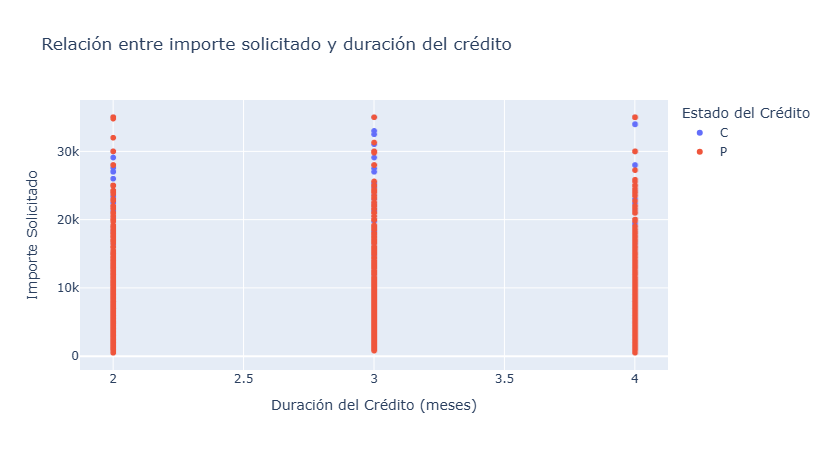 Relación entre importe solicitado y duración del crédito
Estado del Crédito
C
P
Importe Solicitado
30k
20k
10k
0
2
2.5
3
3.5
4
Duración del Crédito (meses)